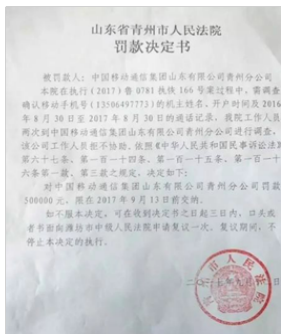 山东省青州市人民法院
罚款决定书
被罚款人：中国移动通信集团山东有限公司青州分公司
本院在执行（2017）鲁0781执恢166号案过程中，需调查
确认移动手机号（13506497773）的机主姓名、开户时间及2016
年8月30日至2017年8月30日的通话记录，我院工作人员
两次到中国移动通信集团青州分公司进行调查，
该公司工作人员拒不协助。依照《中华人民共和国民事诉讼法》
第六十七条、第一百一十四条、第一百一十五条、第一百一十
六条第一款、第三款之规定，决定如下：
对中国移动通信集团山东有限公司青州分公司罚款
500000元，限在2017年9月13日前交纳。
如不服本决定，可在收到决定之日起三日内，口头或
者书面向潍坊市中级人民法院申请复议一次。复议期间，不
停止本决定的执行。